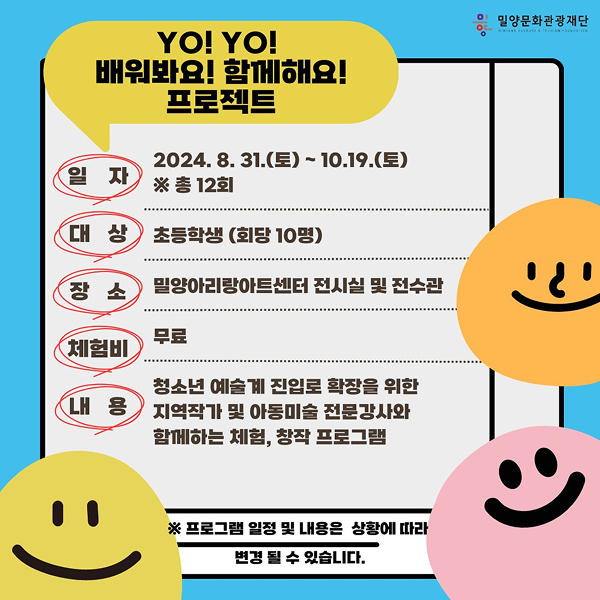 밀양문화관광재단
YO! YO!
배워봐요! 함께해요!
프로젝트
일 자
2024. 8. 31.(토) ~ 10.19.(토)
※ 총 12회
대 상
초등학생 (회당 10명)
장 소
밀양아리랑아트센터 전시실 및 전수관
체험비
무료
내 용
청소년 예술계 진입로 확장을 위한
지역작가 및 아동미술 전문강사와
함께하는 체험, 창작 프로그램
※ 프로그램 일정 및 내용은 상황에 따라
변경 될 수 있습니다.